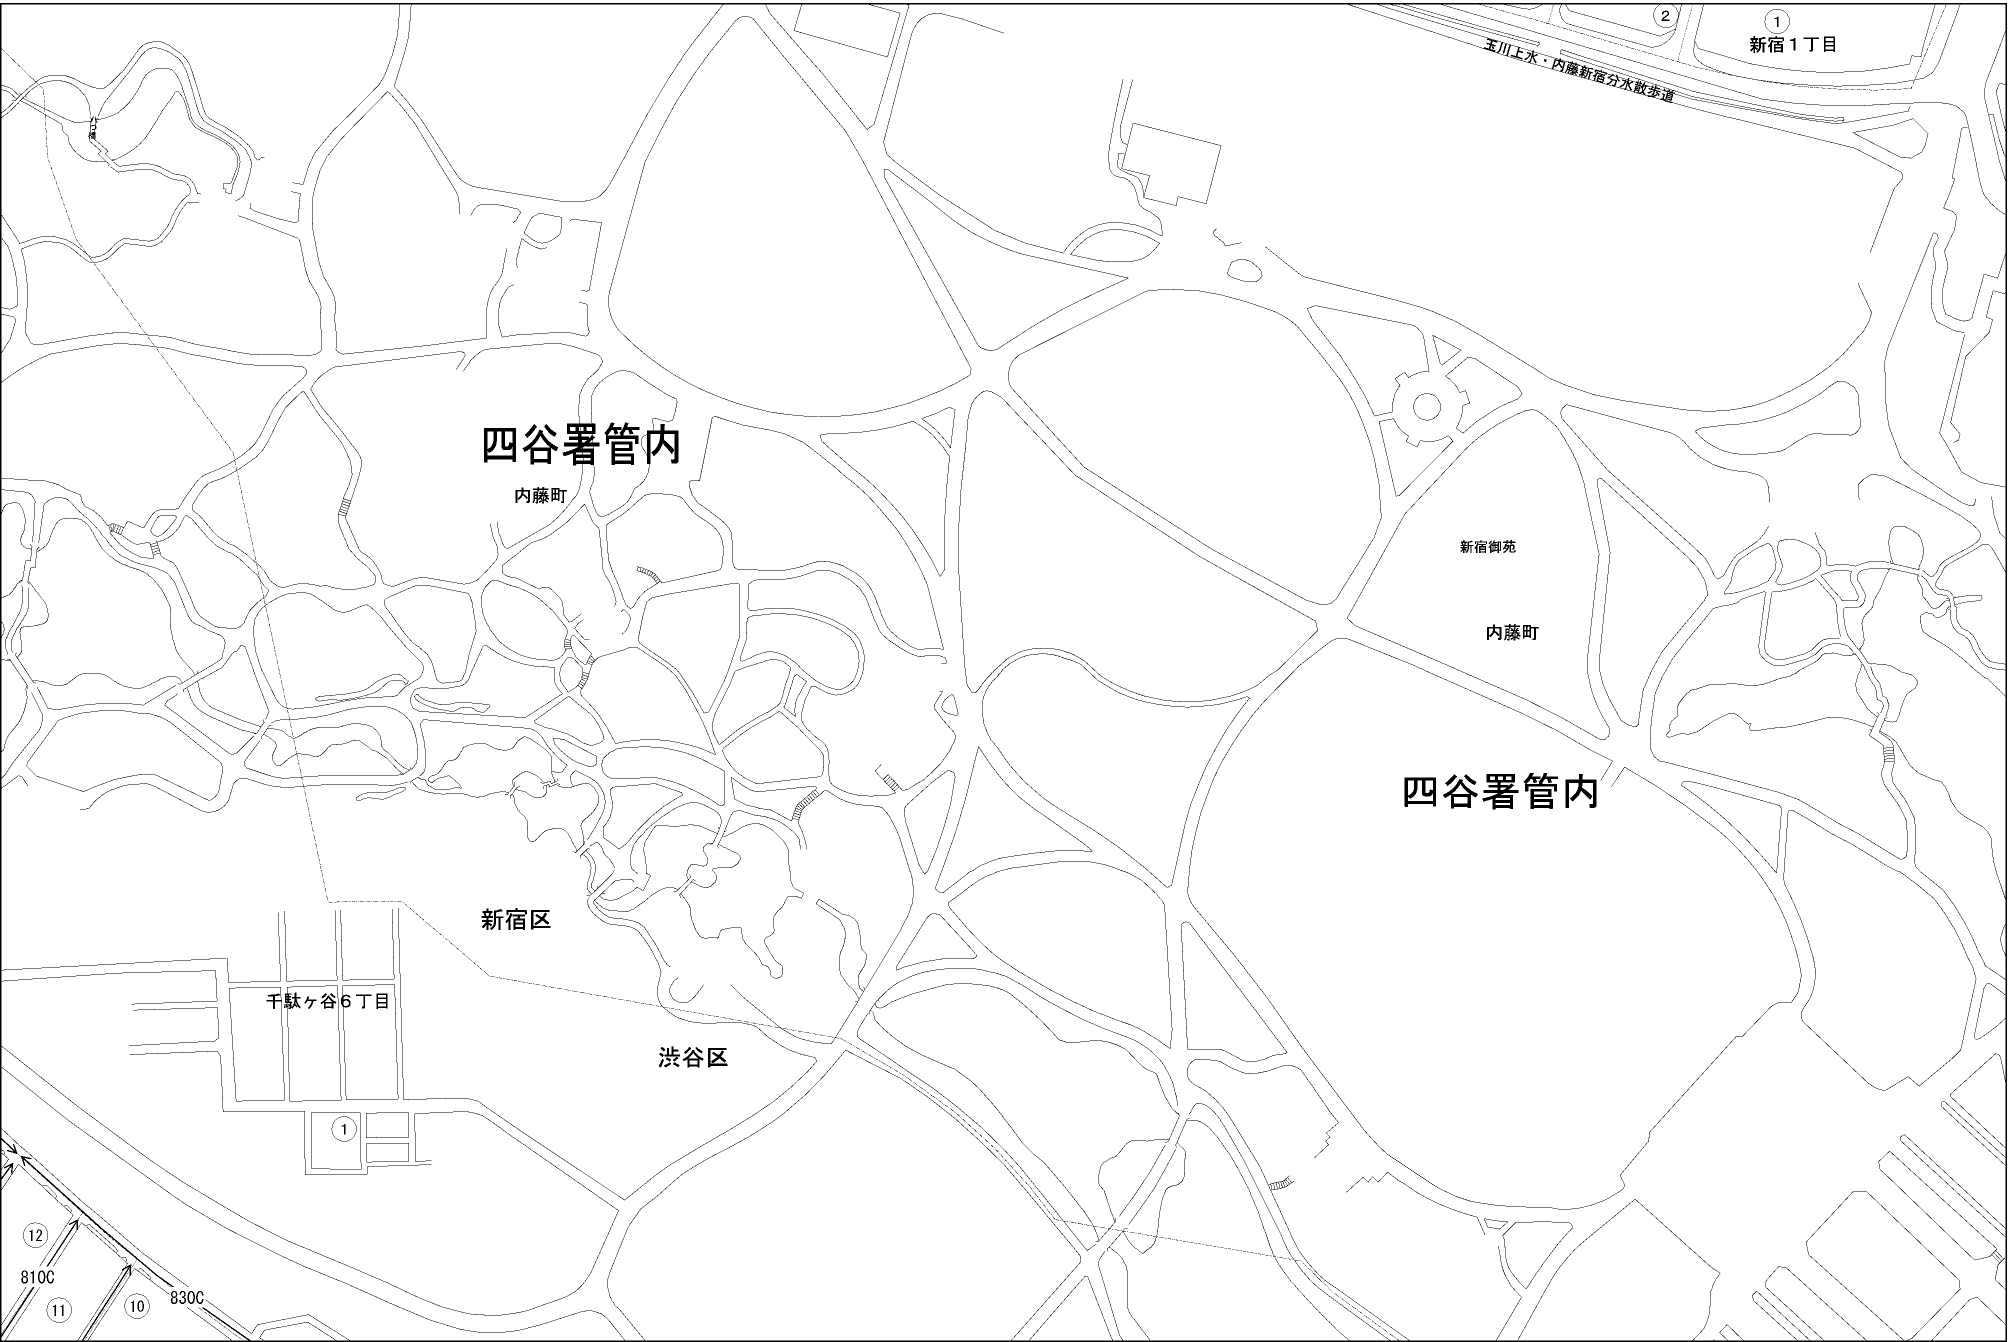 ②
①
新宿１丁目
玉川上水・内藤新宿分水散歩道
八つ橋
四谷署管内
内藤町
新宿御苑
内藤町
四谷署管内
新宿区
千駄ヶ谷６丁目
渋谷区
①
⑫
810C
830C
⑪
⑩